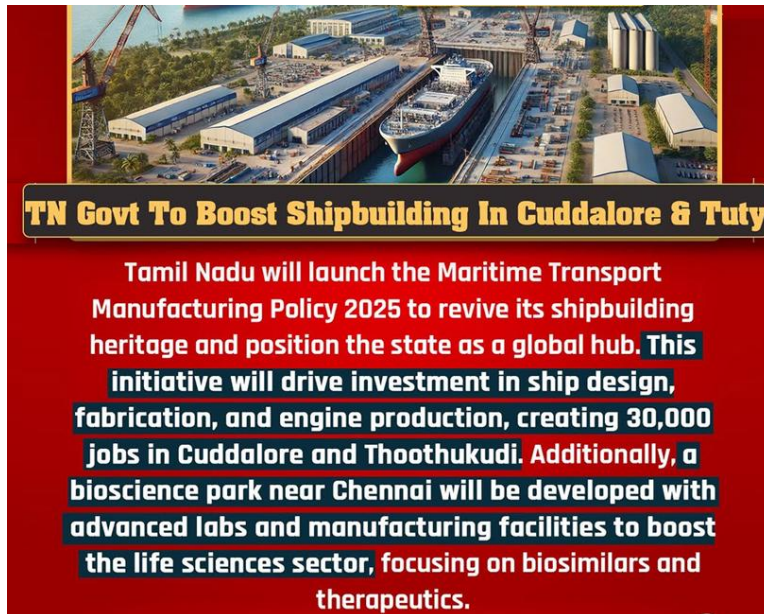 TN Govt To Boost Shipbuilding In Cuddalore & Tuty
Tamil Nadu will launch the Maritime Transport
Manufacturing Policy 2025 to revive its shipbuilding
heritage and position the state as a global hub. This
initiative will drive investment in ship design,
fabrication, and engine production, creating 30,000
jobs in Cuddalore and Thoothukudi. Additionally, a
bioscience park near Chennai will be developed with
advanced labs and manufacturing facilities to boost
the life sciences sector, focusing on biosimilars and
therapeutics.